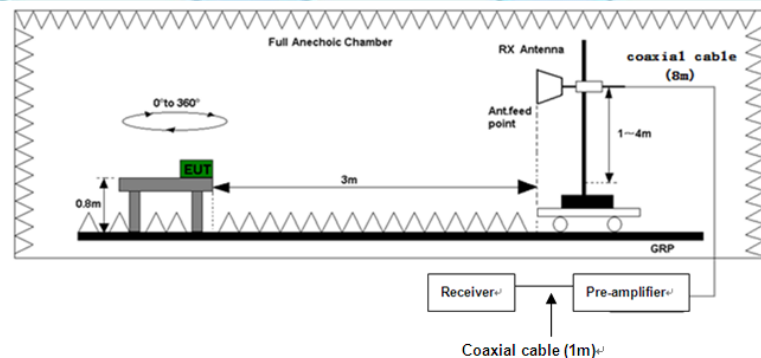 Full Anechoic Chamber
RX Antenna
coaxial cable
(8m)
0°to 360°
Ant.feed
point
1—4m
EUT
3m
0.8m
GRP
Receiver↵
Pre-amplifier↵
Coaxial cable (1m)↵